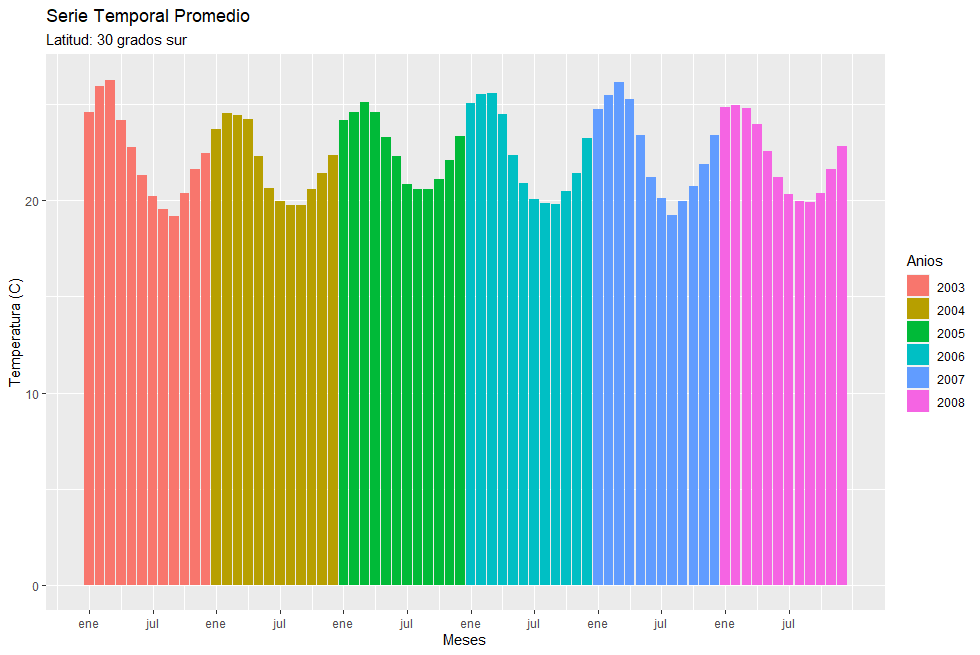 Serie Temporal Promedio
Latitud: 30 grados sur
Temperatura (C)
20
10
0
ene jul ene jul ene jul ene jul ene jul ene jul
Meses
Anios
2003
2004
2005
2006
2007
2008